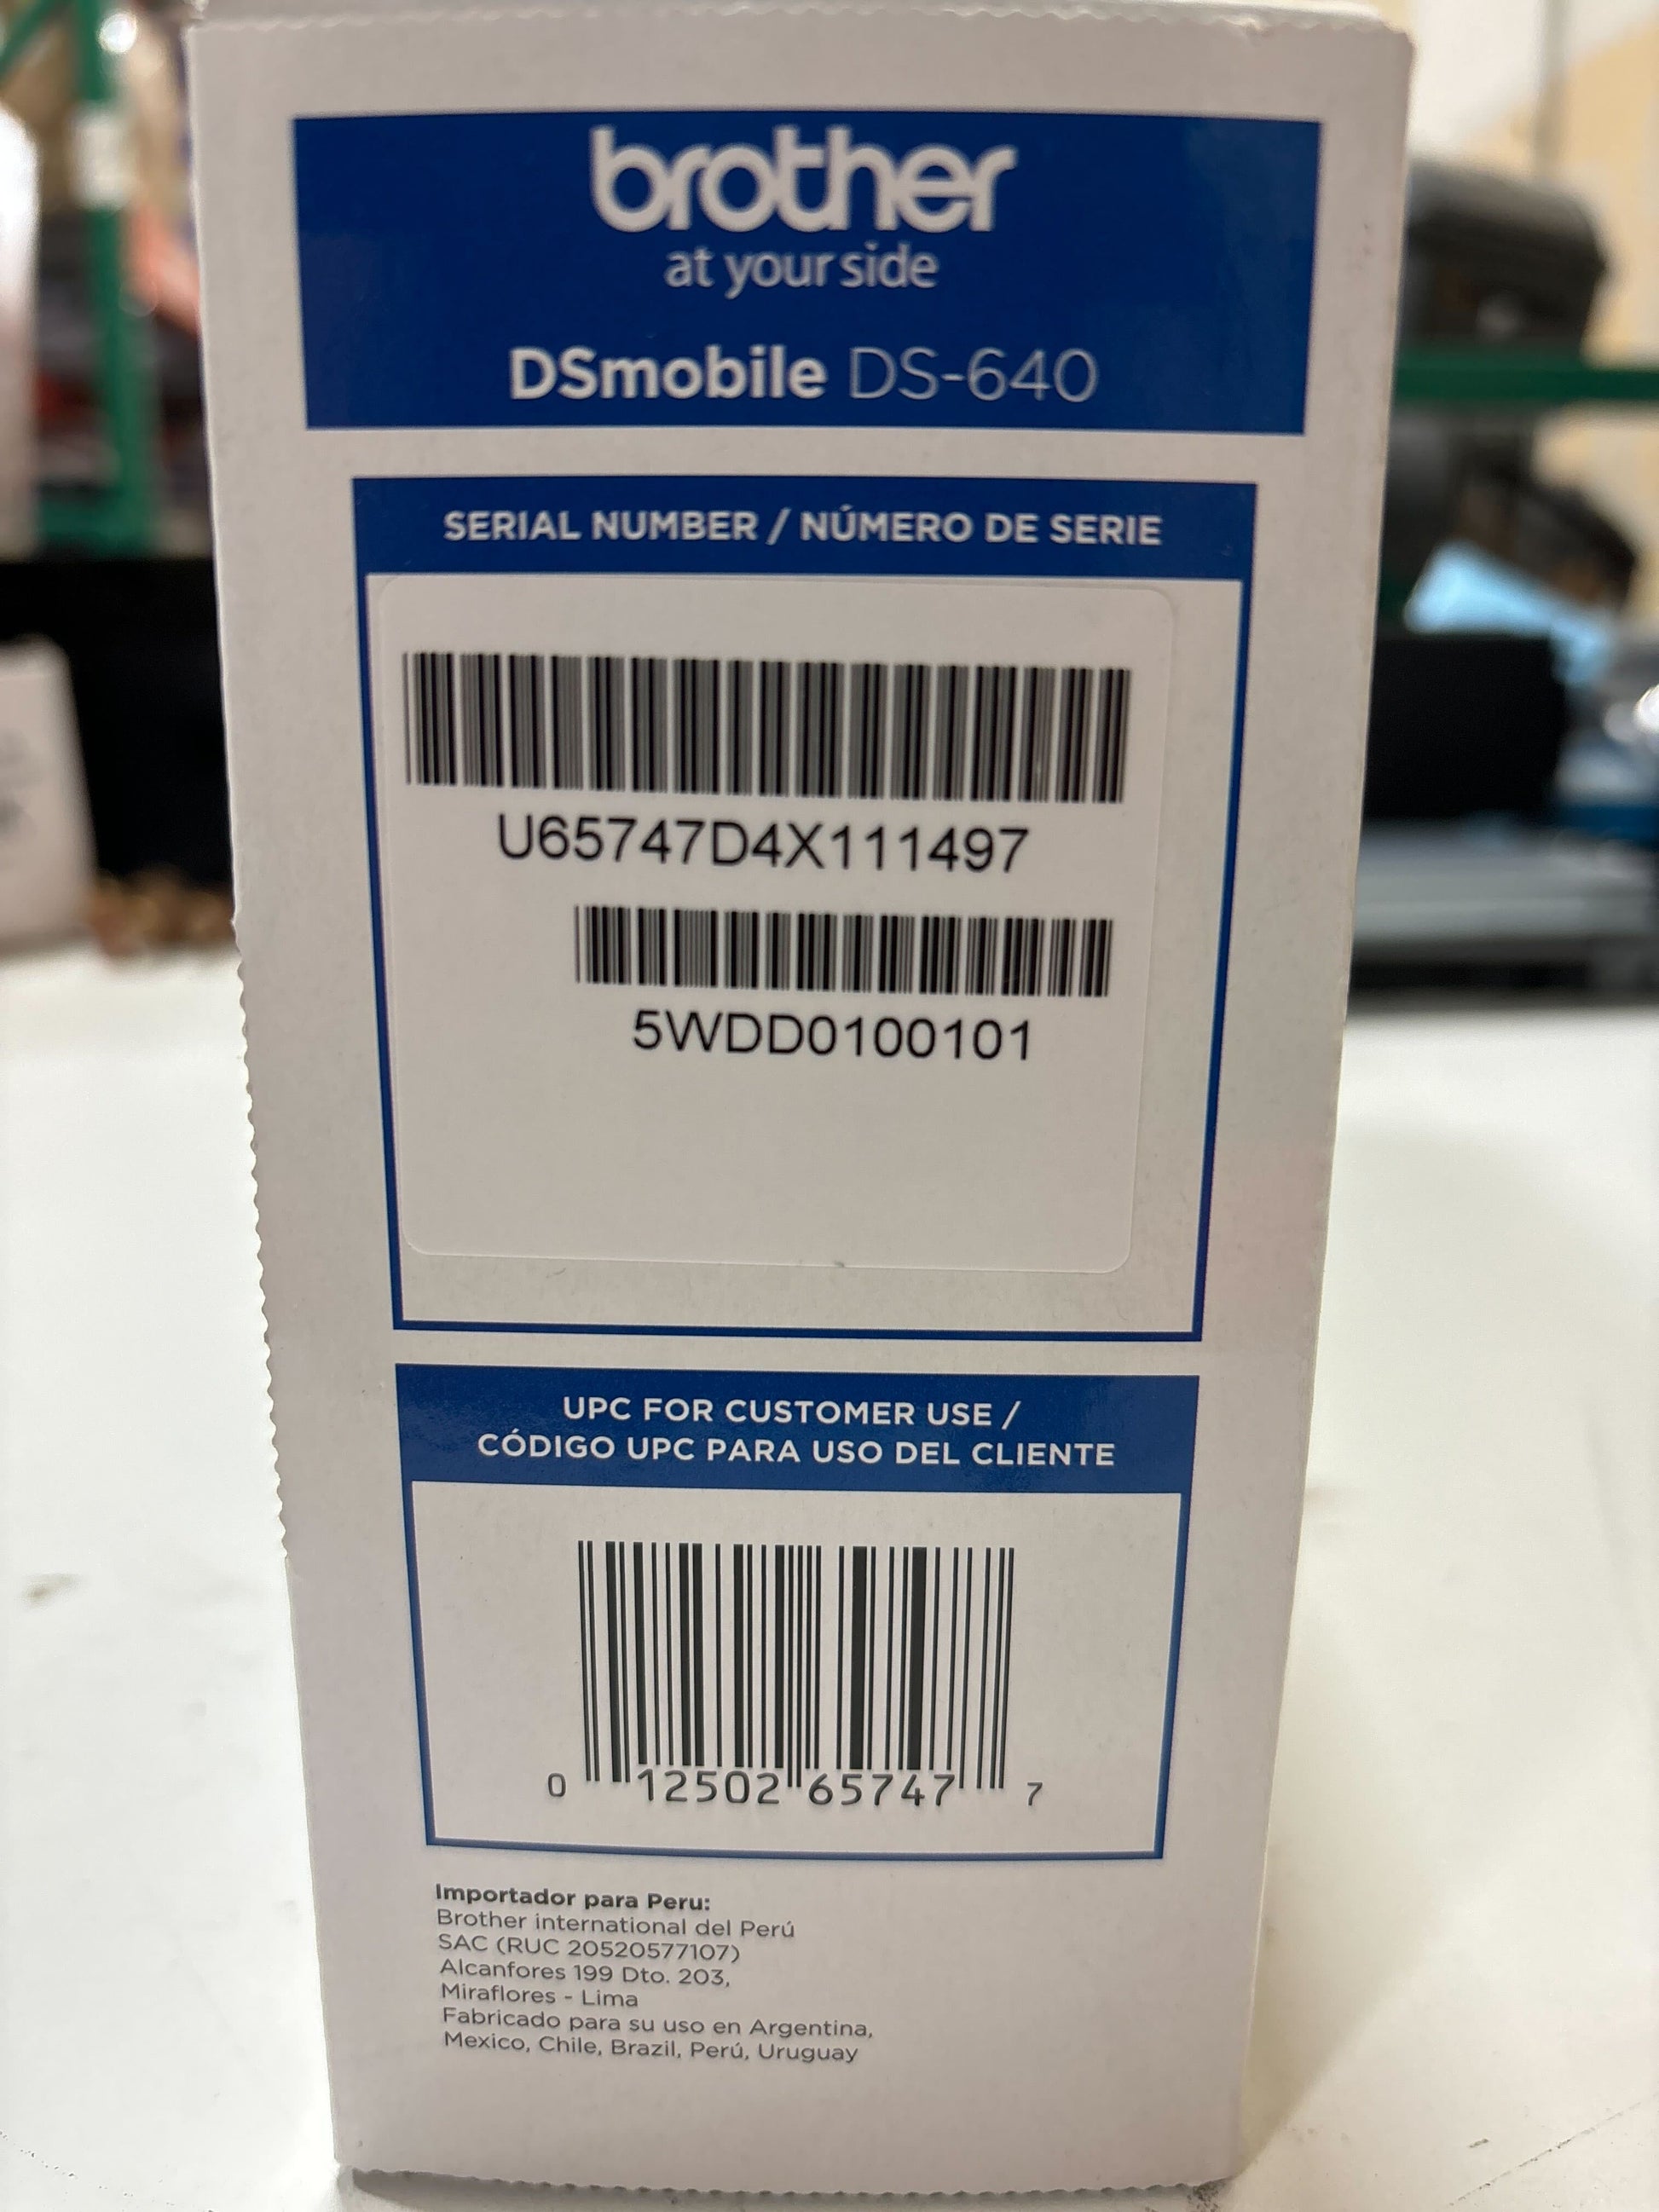 brother
at your side
DSmobile DS-640
SERIAL NUMBER / NÚMERO DE SERIE
U65747D4X111497
5WDD0100101
UPC FOR CUSTOMER USE /
CÓDIGO UPC PARA USO DEL CLIENTE
0 12502 65747 7
Importador para Peru:
Brother international del Perú
SAC (RUC 20520577107)
Alcanfores 199 Dto. 203,
Miraflores - Lima
Fabricado para su uso en Argentina,
Mexico, Chile, Brazil, Perú, Uruguay